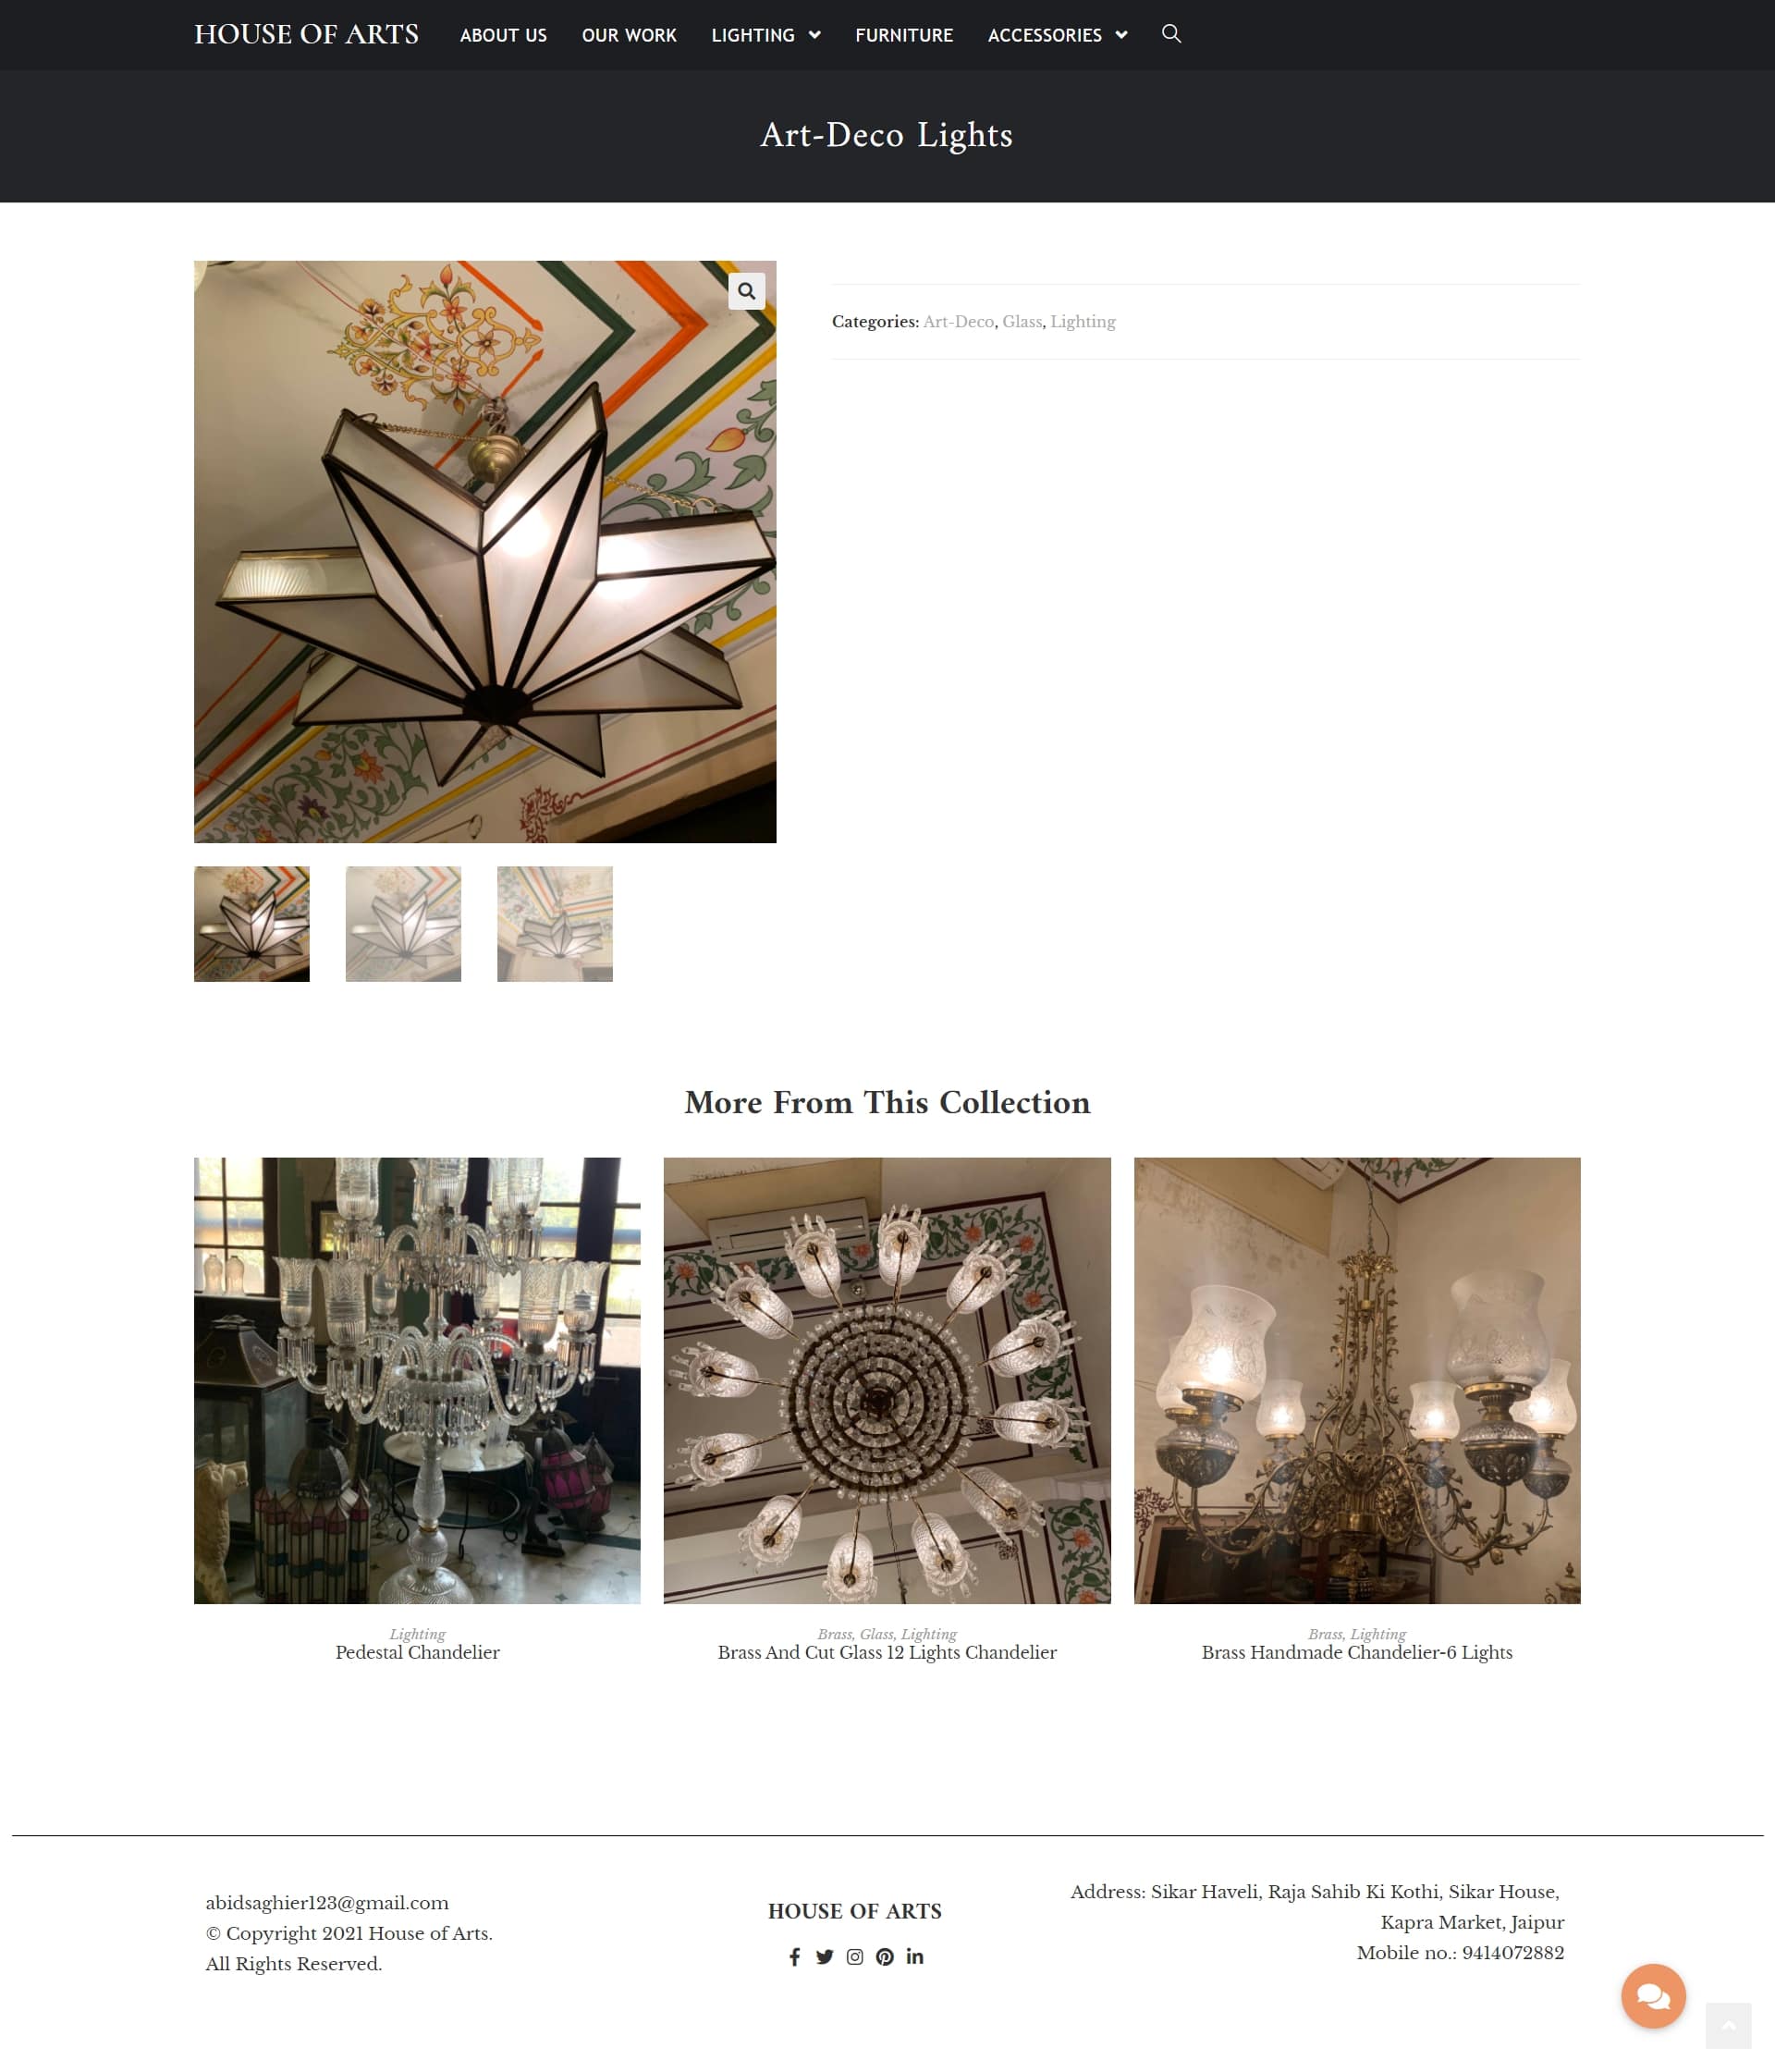 HOUSE OF ARTS ABOUT US OUR WORK LIGHTING FURNITURE ACCESSORIES
Art-Deco Lights
Categories: Art-Deco, Glass, Lighting
More From This Collection
Lighting
Pedestal Chandelier
Brass, Glass, Lighting
Brass And Cut Glass 12 Lights Chandelier
Brass, Lighting
Brass Handmade Chandelier-6 Lights
abidsaghier123@gmail.com
© Copyright 2021 House of Arts.
All Rights Reserved.
HOUSE OF ARTS
Address: Sikar Haveli, Raja Sahib Ki Kothi, Sikar House,
Kapra Market, Jaipur
Mobile no.: 9414072882